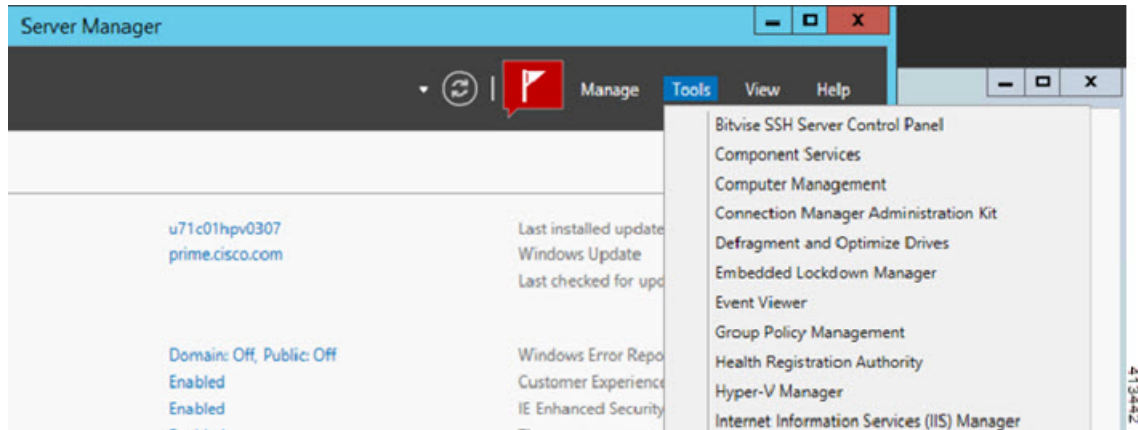 Server Manager
Manage Tools View Help
Bitvise SSH Server Control Panel
Component Services
Computer Management
Connection Manager Administration Kit
Defragment and Optimize Drives
Embedded Lockdown Manager
Event Viewer
Group Policy Management
Health Registration Authority
Hyper-V Manager
Internet Information Services (IIS) Manager
u71c01hpv0307
prime.cisco.com
Last installed update
Windows Update
Last checked for upd
Domain: Off, Public: Off
Enabled
Enabled
Windows Error Repo
Customer Experience
IE Enhanced Security
413442